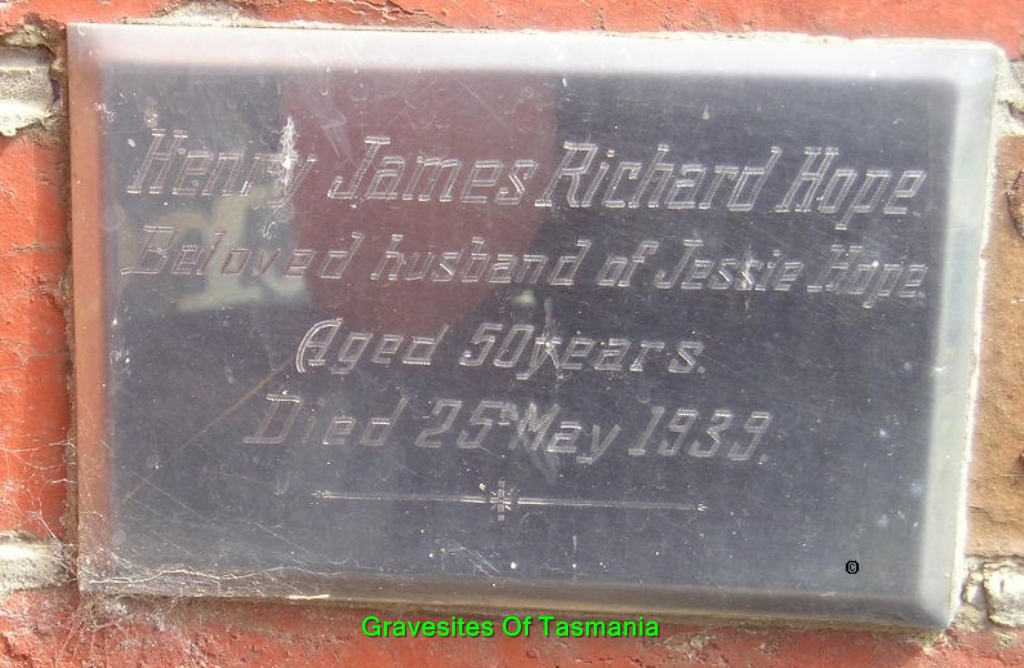 Henry James Richard Hope
Beloved husband of Jessie Hope.
Aged 50 years.
Died 25th May 1939.
©
Gravesites Of Tasmania